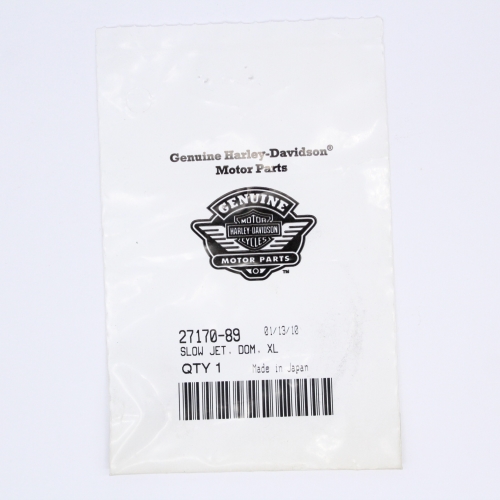 Genuine Harley-Davidson®
Motor Parts
GENUINE
MOTOR
HARLEY-DAVIDSON
CYCLES
MOTOR PARTS
TM
27170-89 01/13/10
SLOW JET. DOM. XL
QTY 1 Made in Japan